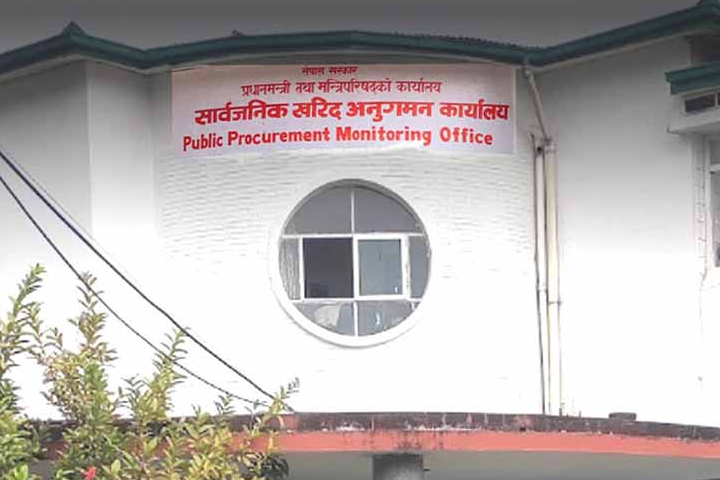 नेपाल सरकार
प्रधानमन्त्री तथा मन्त्रिपरिषद्को कार्यालय
सार्वजनिक खरिद अनुगमन कार्यालय
Public Procurement Monitoring Office